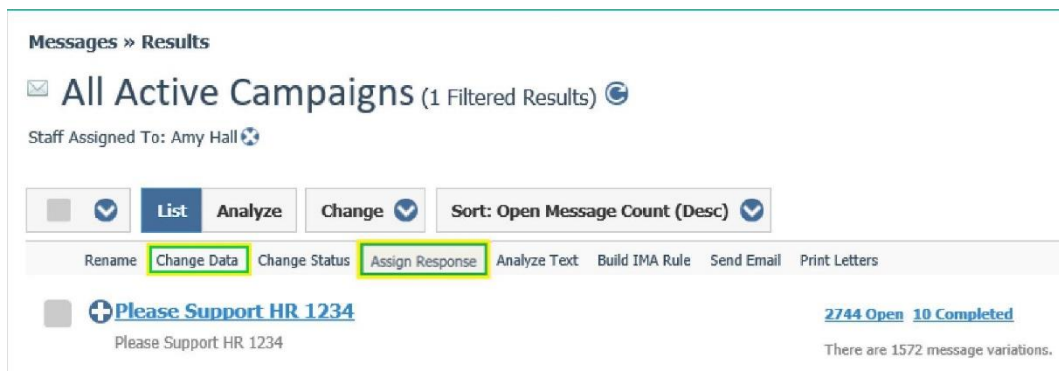 Messages » Results
All Active Campaigns (1 Filtered Results)
Staff Assigned To: Amy Hall
List Analyze Change Sort: Open Message Count (Desc)
Rename Change Data Change Status Assign Response Analyze Text Build IMA Rule Send Email Print Letters
Please Support HR 1234 2744 Open 10 Completed
Please Support HR 1234 There are 1572 message variations.